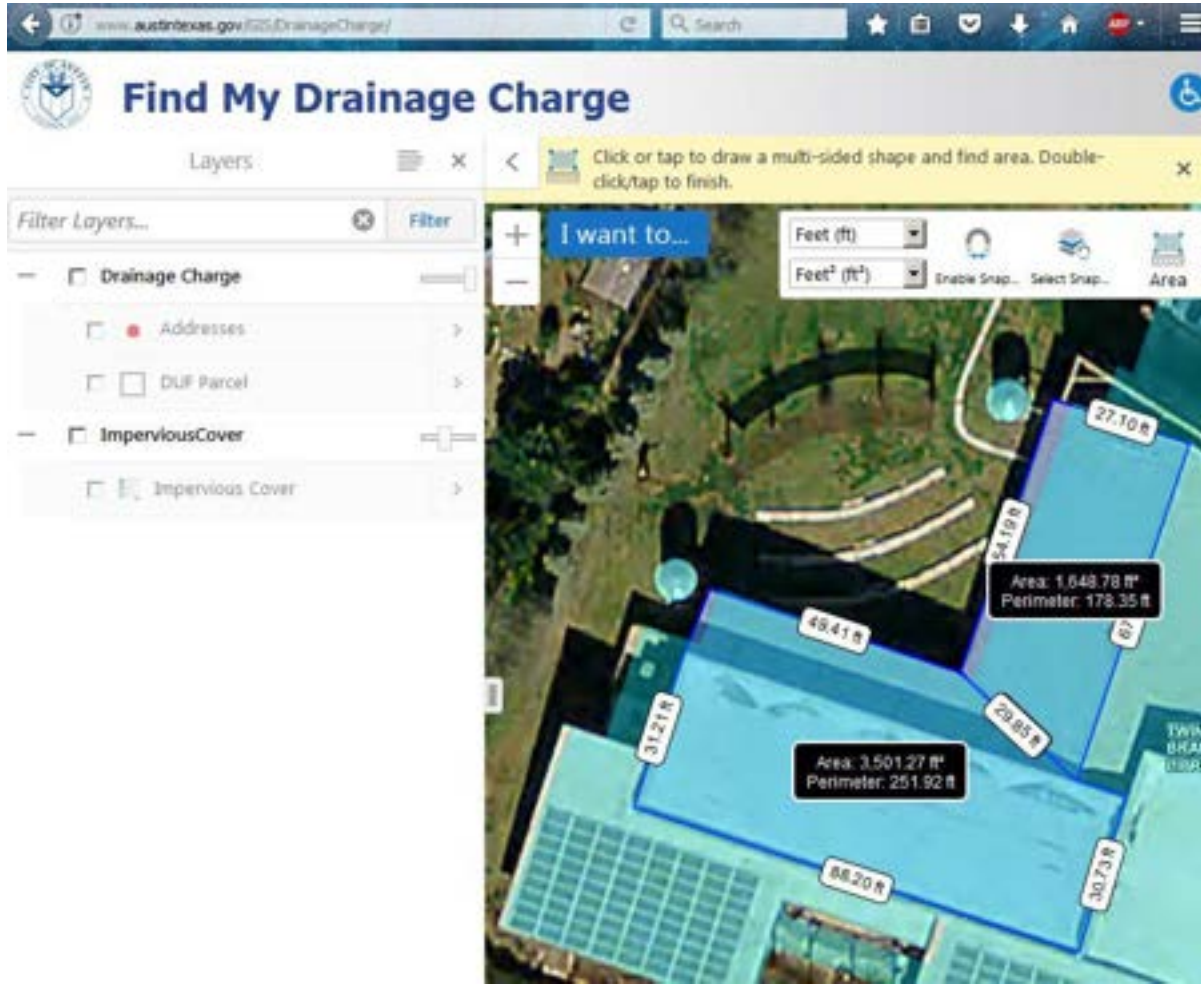 www.austintexas.gov/GIS/DrainageCharge/
Search
ABP
Find My Drainage Charge
Layers
Click or tap to draw a multi-sided shape and find area. Double-
click/tap to finish.
Filter Layers...
Filter
I want to...
Feet (ft)
Feet² (ft²)
Enable Snap...
Select Snap...
Area
Drainage Charge
Addresses
DUF Parcel
ImperviousCover
Impervious Cover
27.10 ft
54.19 ft
Area: 1,648.78 ft²
Perimeter: 178.35 ft
67
49.41 ft
29.85 ft
31.21 ft
Area: 3,501.27 ft²
Perimeter: 251.92 ft
88.20 ft
30.73 ft